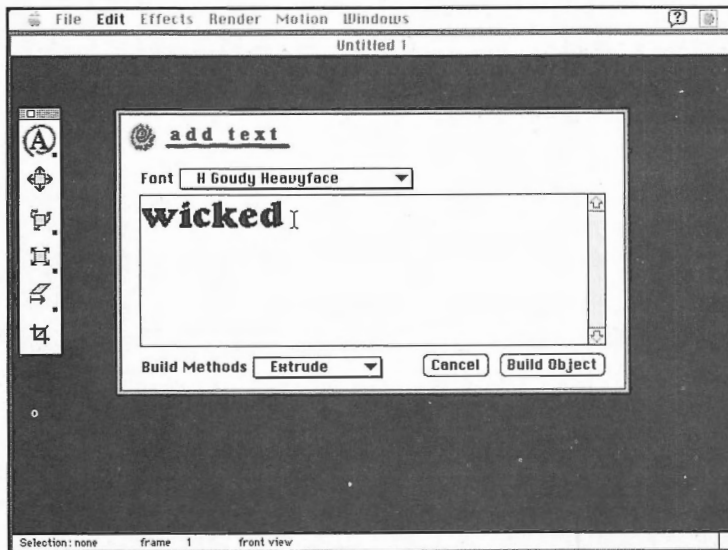 File Edit Effects Render Motion Windows
Untitled 1
A
add text
Font H Goudy Heavyface
wicked
Build Methods Extrude
Cancel Build Object
Selection: none frame 1 front view